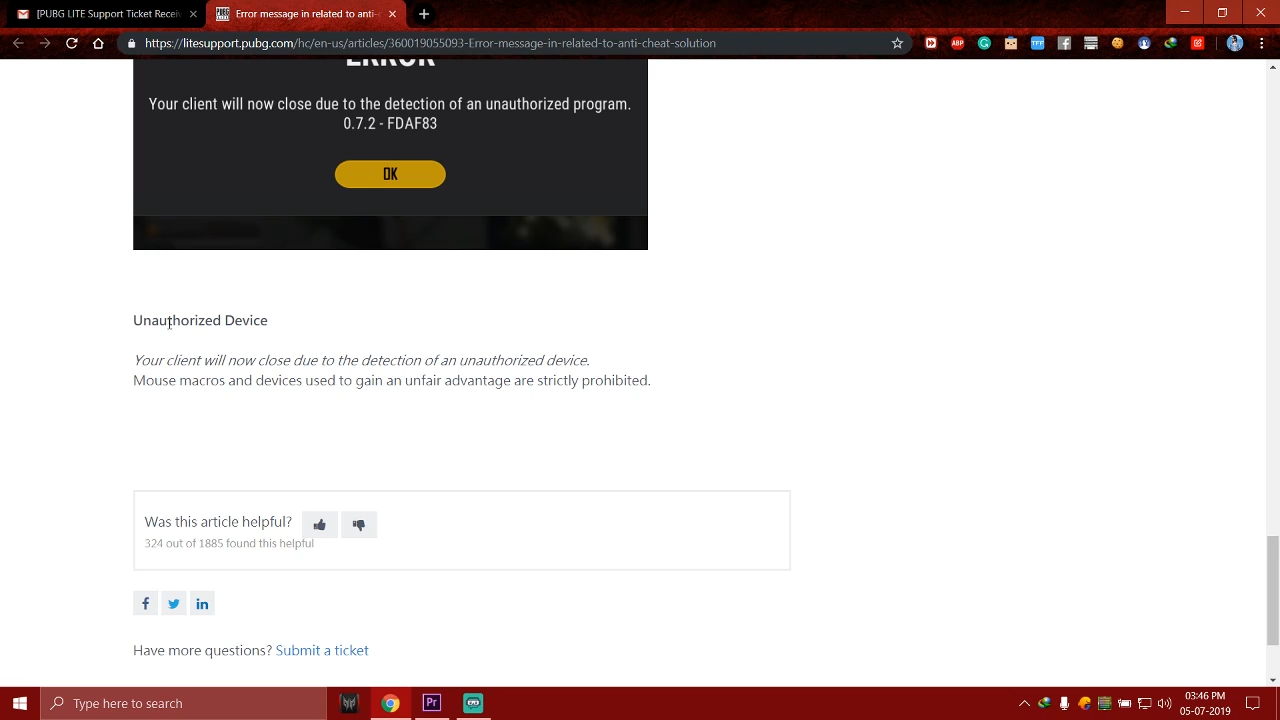 [PUBG LITE Support Ticket Receiv
Error message in related to anti-
https://litesupport.pubg.com/hc/en-us/articles/360019055093-Error-message-in-related-to-anti-cheat-solution
ERROR
Your client will now close due to the detection of an unauthorized program.
0.7.2 - FDAF83
OK
Unauthorized Device
Your client will now close due to the detection of an unauthorized device.
Mouse macros and devices used to gain an unfair advantage are strictly prohibited.
Was this article helpful?
324 out of 1885 found this helpful
Have more questions? Submit a ticket
Type here to search
Pr
03:46 PM
05-07-2019